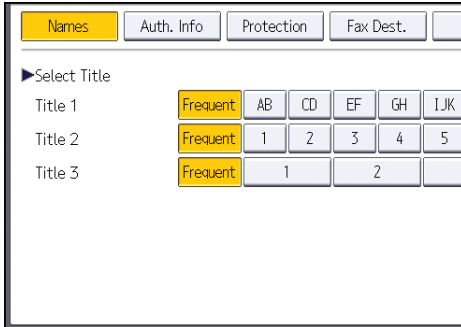 Names Auth. Info Protection Fax Dest.
►Select Title
Title 1 Frequent AB CD EF GH IJK
Title 2 Frequent 1 2 3 4 5
Title 3 Frequent 1 2